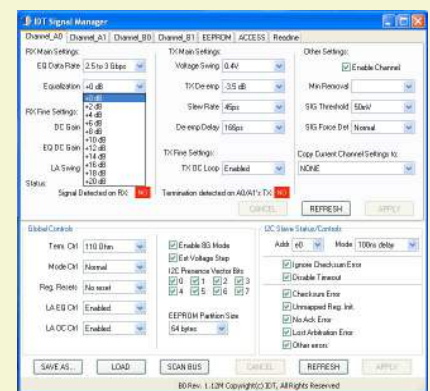 IDT Signal Manager
Channel_A0 Channel_A1 Channel_B0 Channel_B1 EEPROM ACCESS Readme
RX Main Settings: TX Main Settings: Other Settings:
EQ Data Rate 2.5 to 3 Gbps Voltage Swing 0.4V Enable Channel
Equalization +0 dB TX De-emp -3.5 dB Min Removal
+0 dB
+2 dB
+4 dB
+6 dB
+8 dB
+10 dB
+12 dB
+14 dB
+16 dB
+18 dB
+20 dB
Slew Rate 45ps SIG Threshold 50mV
RX Fine Settings:
DC Gain De-emp Delay 166ps SIG Force Det Normal
EQ DC Gain TX Fine Settings: Copy Current Channel Settings to:
LA Swing TX DC Loop Enabled NONE
Status:
Signal Detected on RX NO Termination detected on A0/A1's TX NO
CANCEL REFRESH APPLY
Global Controls I2C Slave Status/Controls
Term. Ctrl 110 Ohm Enable 8G Mode Addr e0 Mode 100ns delay
Mode Ctrl Normal Ext Voltage Step Ignore Checksum Error
I2C Presence Vector Bits Disable Timeout
Reg. Resets No reset 0 1 2 3
4 5 6 7 Checksum Error
LA EQ Ctrl Enabled Unmapped Reg. Init.
EEPROM Partition Size No Ack Error
LA OC Ctrl Enabled 64 bytes Lost Arbitration Error
Other errors
SAVE AS... LOAD SCAN BUS CANCEL REFRESH APPLY
B0 Rev. 1.12M Copyright(c) IDT, All Rights Reserved